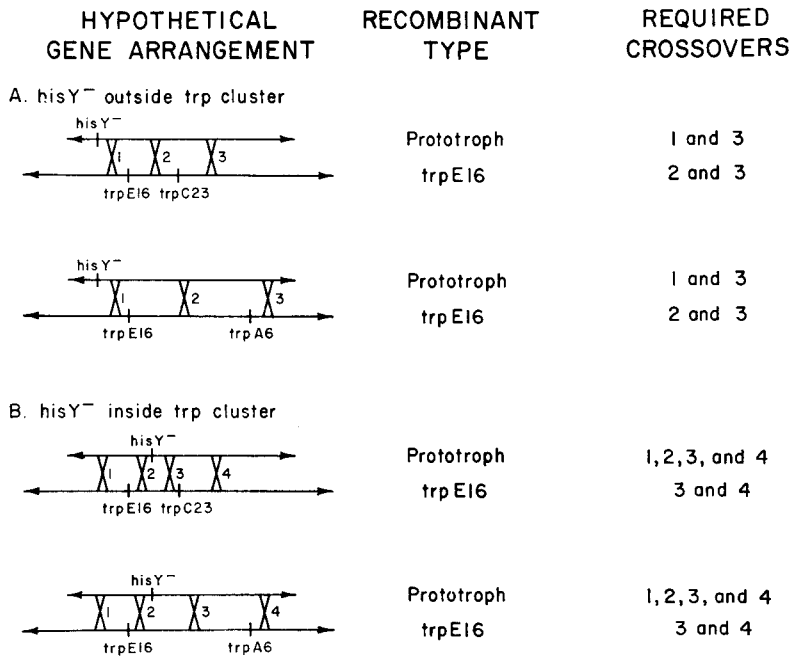 HYPOTHETICAL GENE ARRANGEMENT
RECOMBINANT TYPE
REQUIRED CROSSOVERS
A. hisY⁻ outside trp cluster
hisY⁻
1 2 3
trpE16 trpC23
Prototroph 1 and 3
trpE16 2 and 3
hisY⁻
1 2 3
trpE16 trpA6
Prototroph 1 and 3
trpE16 2 and 3
B. hisY⁻ inside trp cluster
hisY⁻
1 2 3 4
trpE16 trpC23
Prototroph 1,2,3, and 4
trpE16 3 and 4
hisY⁻
1 2 3 4
trpE16 trpA6
Prototroph 1,2,3, and 4
trpE16 3 and 4